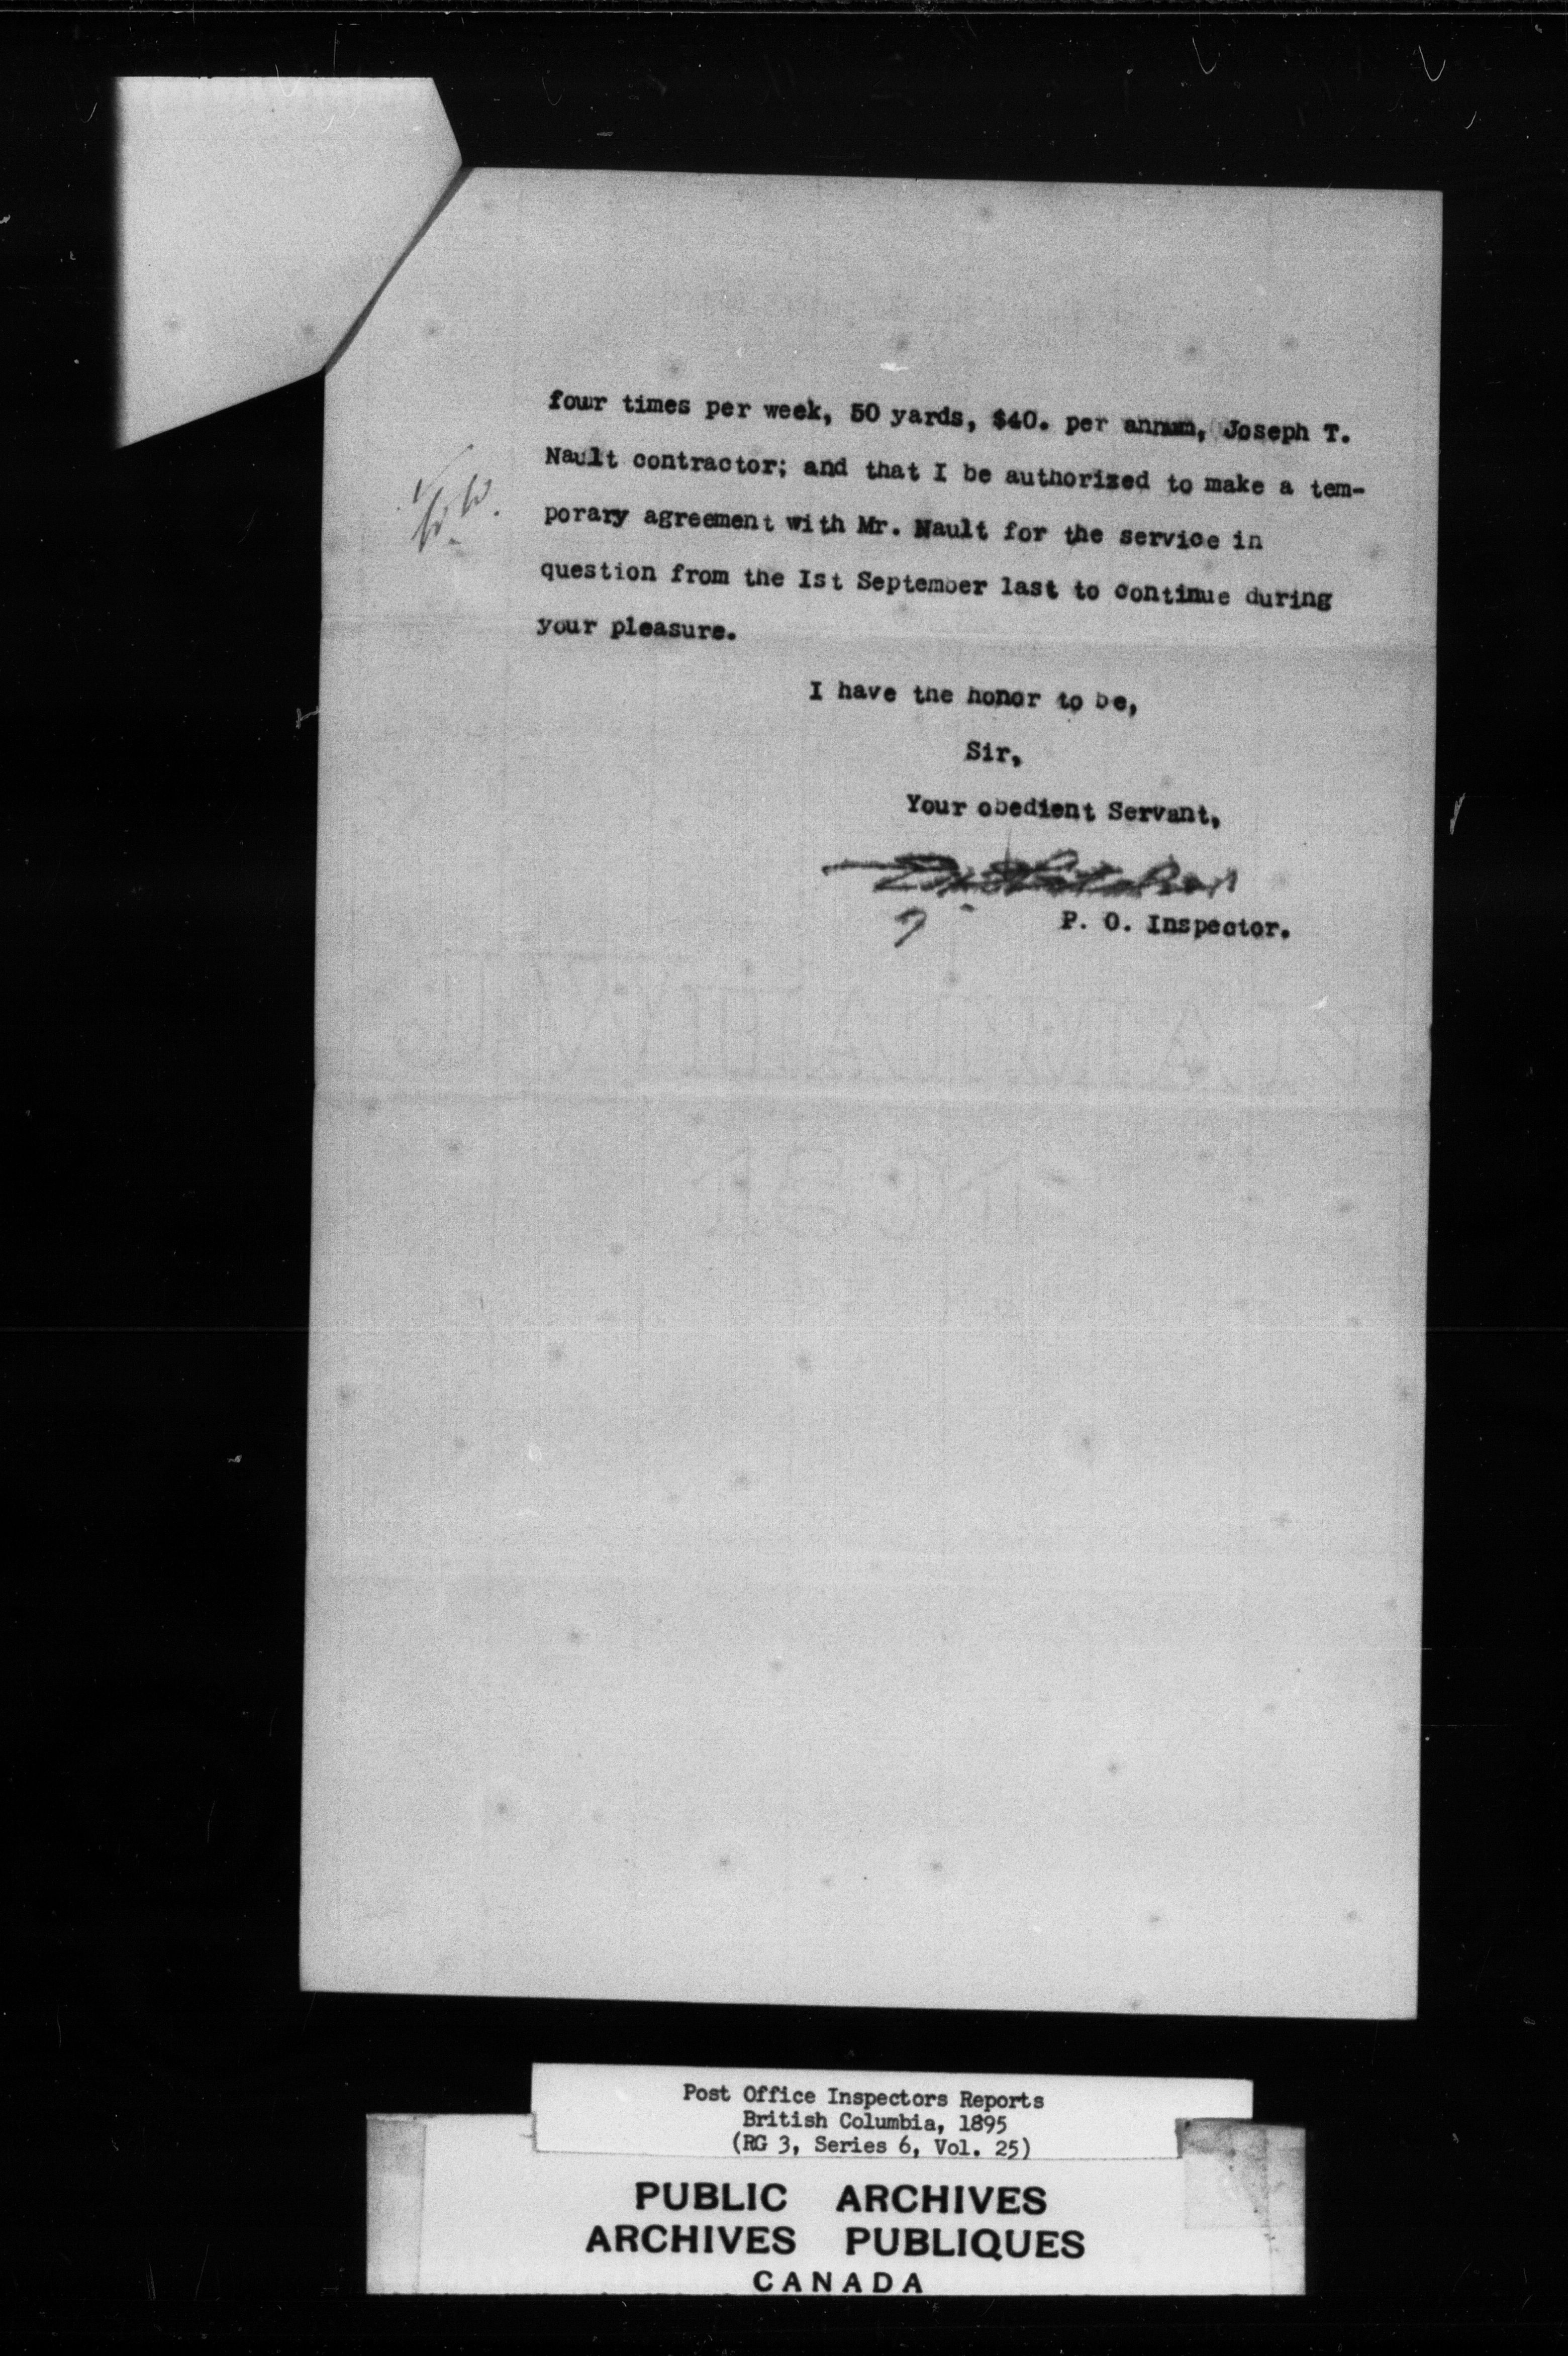 four times per week, 50 yards, $40. per annum, Joseph T.
Nault contractor; and that I be authorized to make a tem-
porary agreement with Mr. Nault for the service in
question from the Ist September last to continue during
your pleasure.
I have the honor to be,
Sir,
Your obedient Servant,
P. O. Inspector.
Post Office Inspectors Reports
British Columbia, 1895
(RG 3, Series 6, Vol. 25)
PUBLIC ARCHIVES
ARCHIVES PUBLIQUES
CANADA